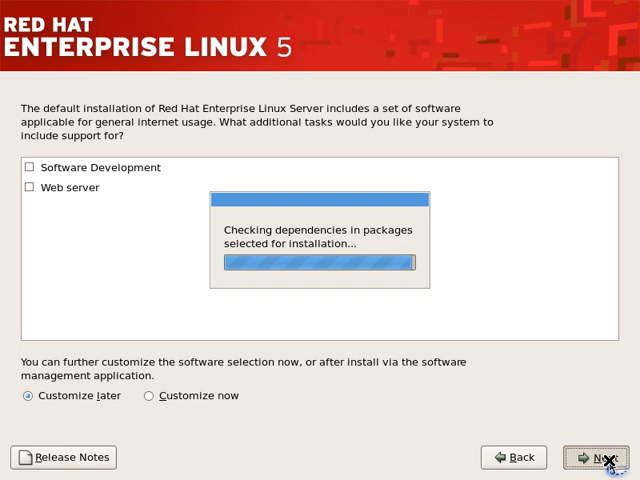 RED HAT
ENTERPRISE LINUX 5
The default installation of Red Hat Enterprise Linux Server includes a set of software
applicable for general internet usage. What additional tasks would you like your system to
include support for?
Software Development
Web server
Checking dependencies in packages
selected for installation...
You can further customize the software selection now, or after install via the software
management application.
Customize later
Customize now
Release Notes
Back
Next